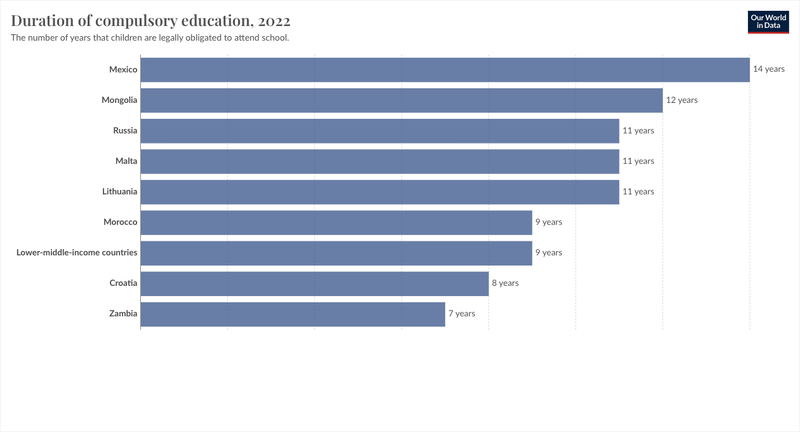 Duration of compulsory education, 2022
The number of years that children are legally obligated to attend school.
Our World
in Data
Mexico 14 years
Mongolia 12 years
Russia 11 years
Malta 11 years
Lithuania 11 years
Morocco 9 years
Lower-middle-income countries 9 years
Croatia 8 years
Zambia 7 years